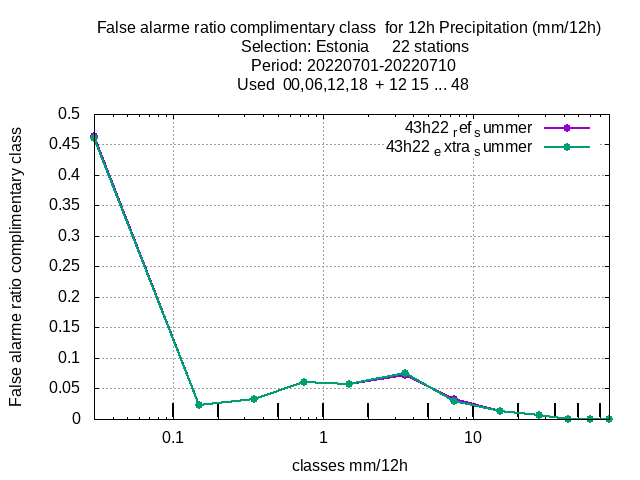 False alarme ratio complimentary class  for 12h Precipitation (mm/12h)
Selection: Estonia     22 stations
Period: 20220701-20220710
Used  00,06,12,18  + 12 15 ... 48
43h22 ref summer
43h22 extra summer
0.5
0.45
0.4
0.35
0.3
0.25
0.2
0.15
0.1
0.05
0
False alarme ratio complimentary class
0.1 1 10
classes mm/12h